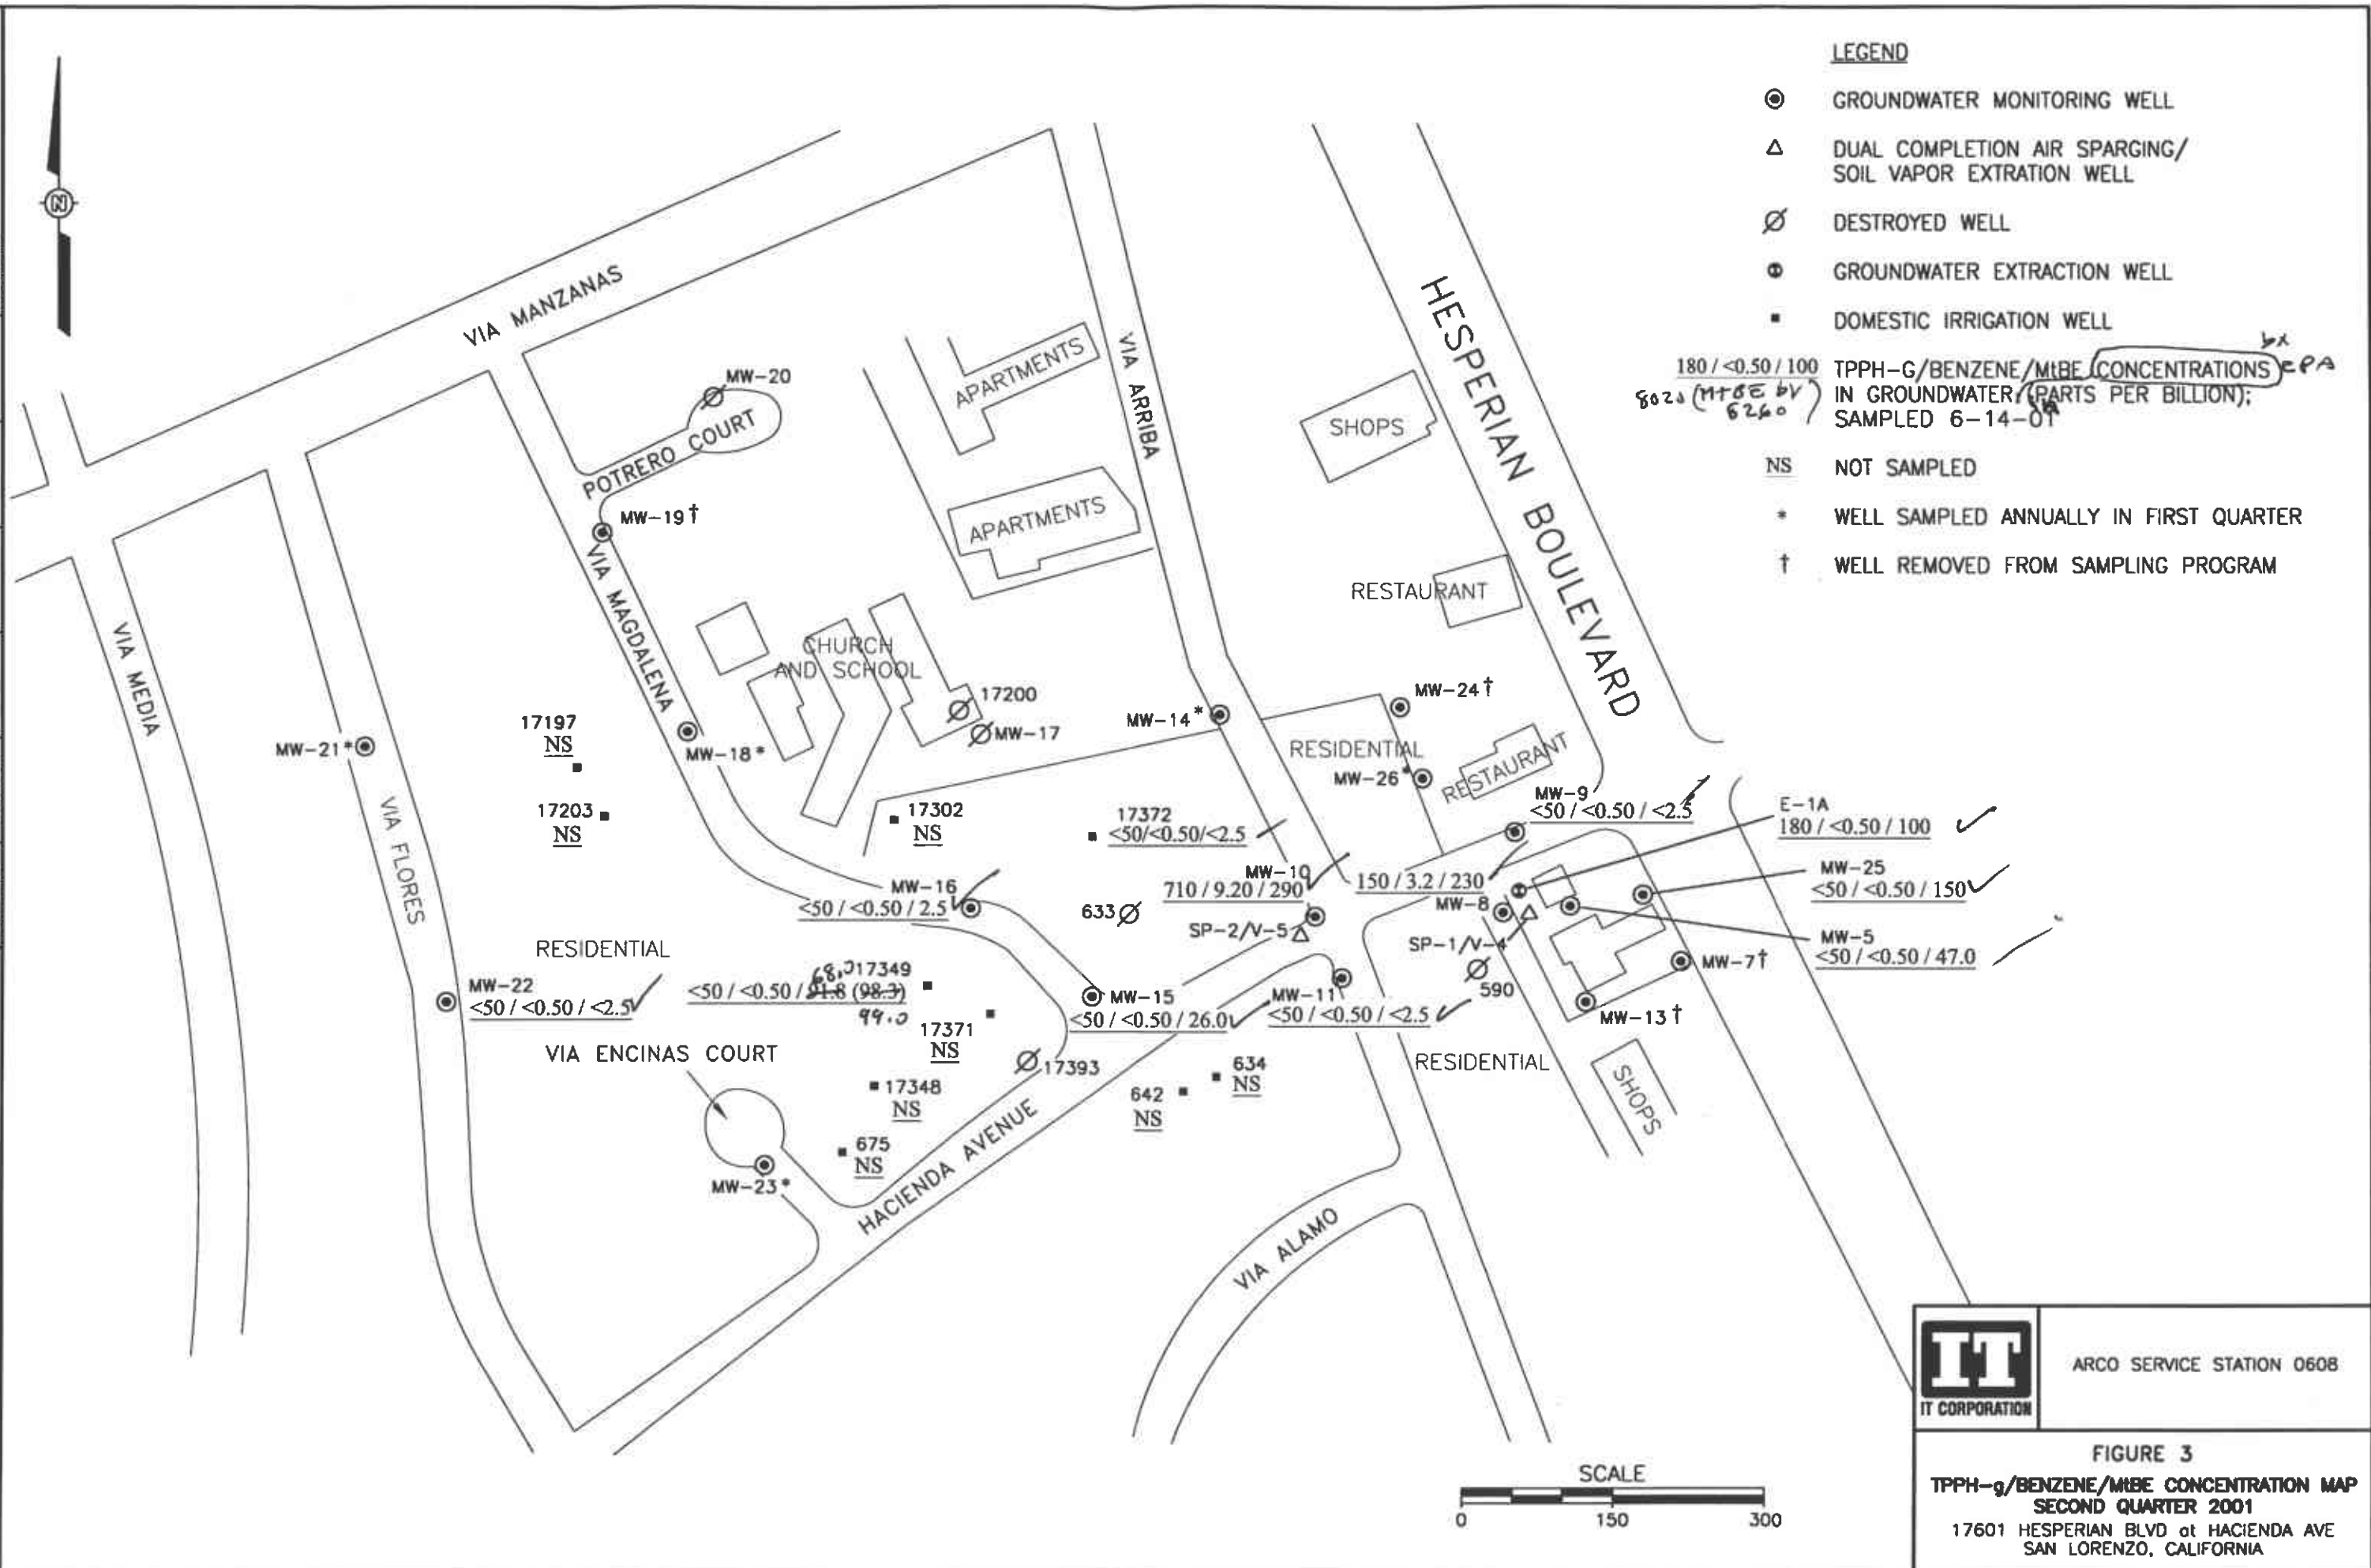 LEGEND
GROUNDWATER MONITORING WELL
DUAL COMPLETION AIR SPARGING/
SOIL VAPOR EXTRATION WELL
DESTROYED WELL
GROUNDWATER EXTRACTION WELL
DOMESTIC IRRIGATION WELL
180 / <0.50 / 100 TPPH-G/BENZENE/MtBE CONCENTRATIONS by EPA
8020 (MtBE by 8260) IN GROUNDWATER, (PARTS PER BILLION);
SAMPLED 6-14-01
NS NOT SAMPLED
* WELL SAMPLED ANNUALLY IN FIRST QUARTER
† WELL REMOVED FROM SAMPLING PROGRAM
N
VIA MANZANAS
MW-20
POTRERO COURT
MW-19†
VIA MAGDALENA
APARTMENTS
APARTMENTS
VIA ARRIBA
HESPERIAN BOULEVARD
SHOPS
RESTAURANT
VIA MEDIA
CHURCH
AND SCHOOL
17200
MW-17
MW-18*
MW-14*
MW-24†
RESIDENTIAL
MW-26*
RESTAURANT
MW-21*
17197
NS
17203
NS
VIA FLORES
17302
NS
17372
<50/<0.50/<2.5
MW-9
<50 / <0.50 / <2.5
E-1A
180 / <0.50 / 100
MW-16
<50 / <0.50 / 2.5
633
MW-10
710 / 9.20 / 290
150 / 3.2 / 230
MW-8
MW-25
<50 / <0.50 / 150
SP-2/V-5
SP-1/V-4
MW-5
<50 / <0.50 / 47.0
RESIDENTIAL
MW-22
<50 / <0.50 / <2.5
68.0 17349
<50 / <0.50 / 91.8 (98.3)
99.0
17371
NS
MW-15
<50 / <0.50 / 26.0
MW-11
<50 / <0.50 / <2.5
590
MW-7†
MW-13†
VIA ENCINAS COURT
17393
17348
NS
634
NS
642
NS
RESIDENTIAL
SHOPS
675
NS
MW-23*
HACIENDA AVENUE
VIA ALAMO
SCALE
0 150 300
IT
IT CORPORATION
ARCO SERVICE STATION 0608
FIGURE 3
TPPH-g/BENZENE/MtBE CONCENTRATION MAP
SECOND QUARTER 2001
17601 HESPERIAN BLVD at HACIENDA AVE
SAN LORENZO, CALIFORNIA